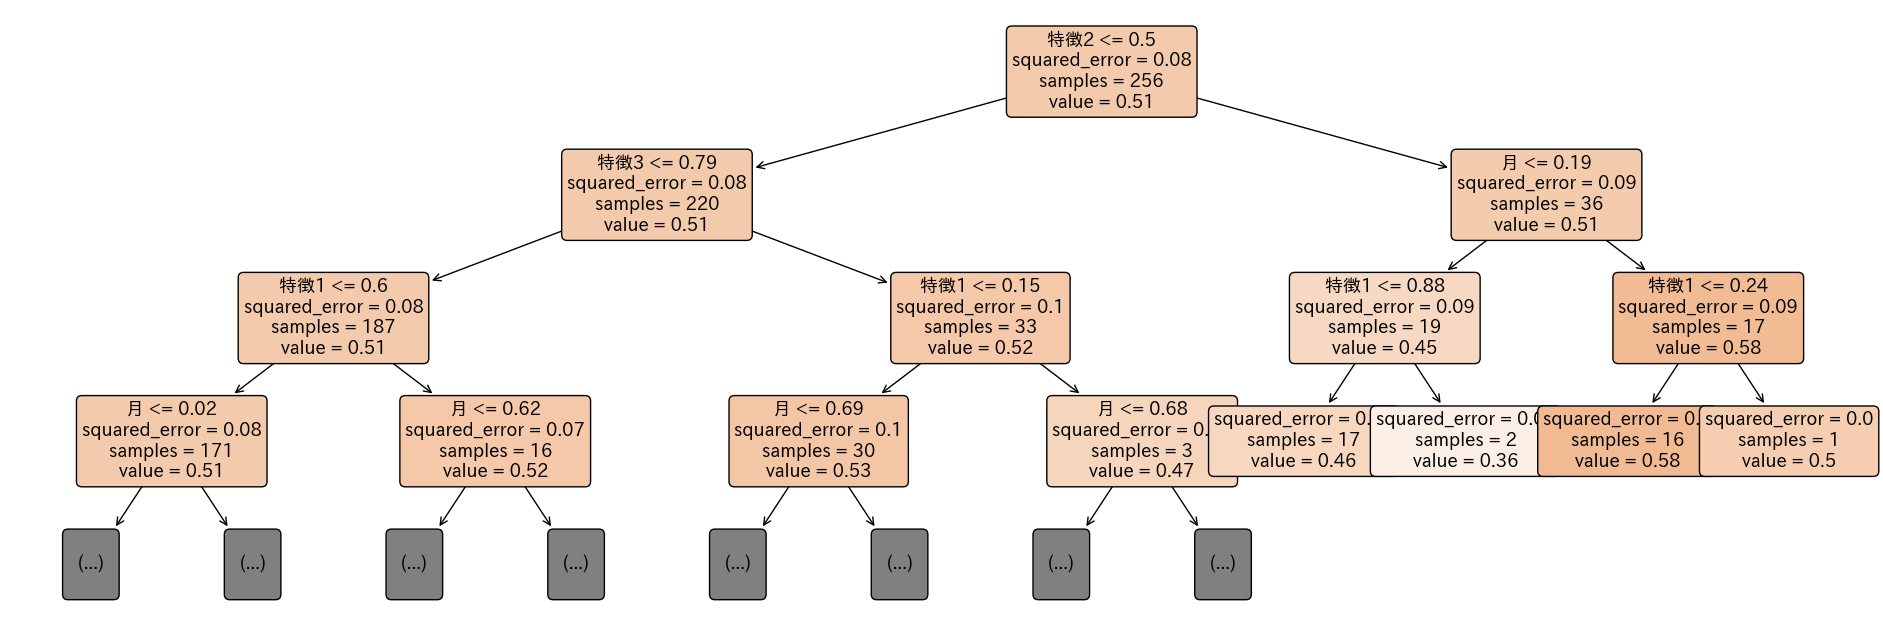 特徴2 <= 0.5
squared_error = 0.08
samples = 256
value = 0.51
特徴3 <= 0.79
squared_error = 0.08
samples = 220
value = 0.51
月 <= 0.19
squared_error = 0.09
samples = 36
value = 0.51
特徴1 <= 0.6
squared_error = 0.08
samples = 187
value = 0.51
特徴1 <= 0.15
squared_error = 0.1
samples = 33
value = 0.52
特徴1 <= 0.88
squared_error = 0.09
samples = 19
value = 0.45
特徴1 <= 0.24
squared_error = 0.09
samples = 17
value = 0.58
月 <= 0.02
squared_error = 0.08
samples = 171
value = 0.51
月 <= 0.62
squared_error = 0.07
samples = 16
value = 0.52
月 <= 0.69
squared_error = 0.1
samples = 30
value = 0.53
月 <= 0.68
squared_error =
samples = 3
value = 0.47
squared_error =
samples = 17
value = 0.46
squared_error =
samples = 2
value = 0.36
squared_error =
samples = 16
value = 0.58
squared_error = 0.0
samples = 1
value = 0.5
(...)
(...)
(...)
(...)
(...)
(...)
(...)
(...)